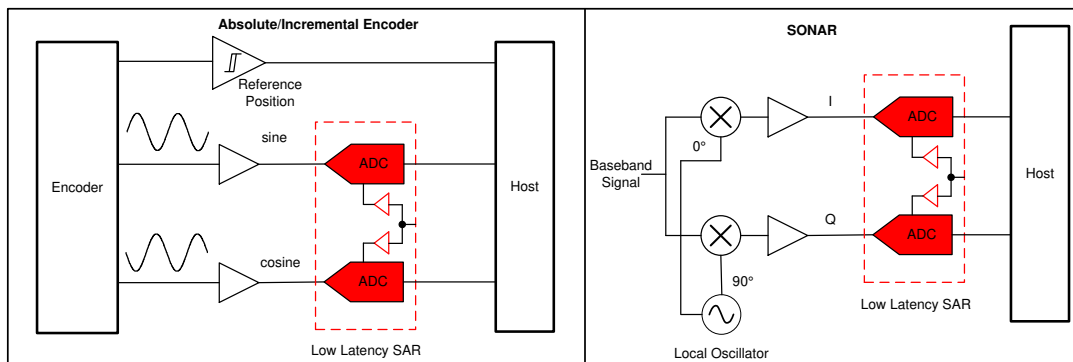 Absolute/Incremental Encoder
Encoder
Reference
Position
sine
ADC
Host
cosine
ADC
Low Latency SAR
SONAR
I
ADC
0°
Baseband
Signal
Host
Q
ADC
90°
Low Latency SAR
Local Oscillator